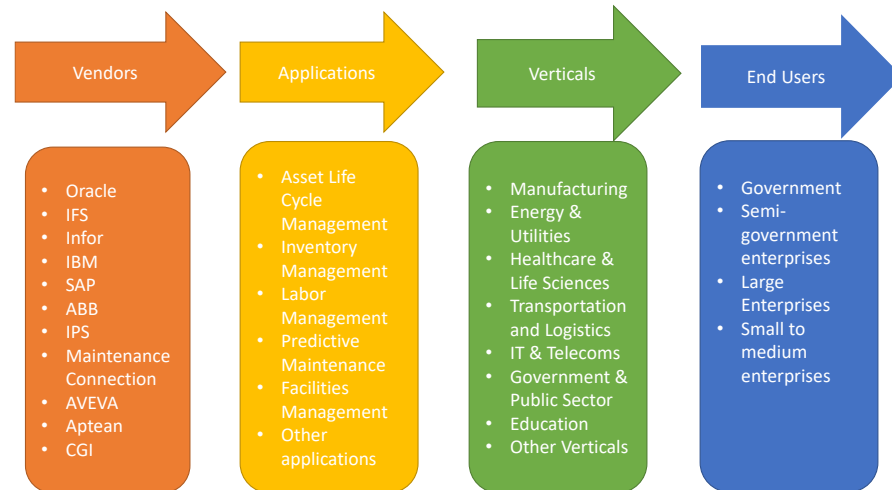 Vendors
Applications
Verticals
End Users
• Oracle
• IFS
• Infor
• IBM
• SAP
• ABB
• IPS
• Maintenance
Connection
• AVEVA
• Aptean
• CGI
• Asset Life
Cycle
Management
• Inventory
Management
• Labor
Management
• Predictive
Maintenance
• Facilities
Management
• Other
applications
• Manufacturing
• Energy &
Utilities
• Healthcare &
Life Sciences
• Transportation
and Logistics
• IT & Telecoms
• Government &
Public Sector
• Education
• Other Verticals
• Government
• Semi-
government
enterprises
• Large
Enterprises
• Small to
medium
enterprises